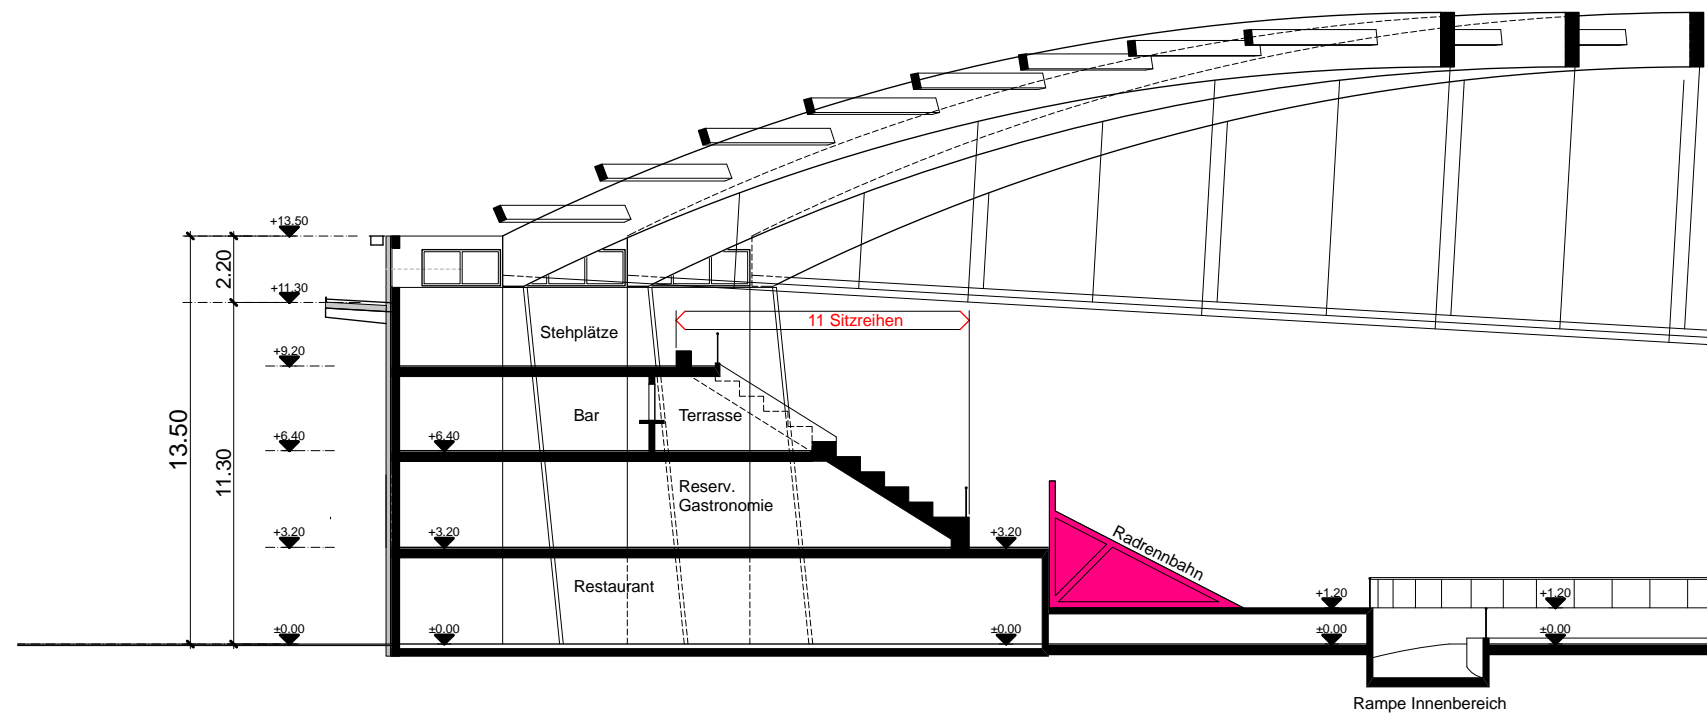 +13.50
2.20
+11.30
11 Sitzreihen
Stehplätze
+9.20
13.50
Bar
Terrasse
+6.40
+6.40
11.30
Reserv.
Gastronomie
+3.20
+3.20
+3.20
Radrennbahn
Restaurant
+1.20
+1.20
±0.00
±0.00
±0.00
±0.00
±0.00
Rampe Innenbereich